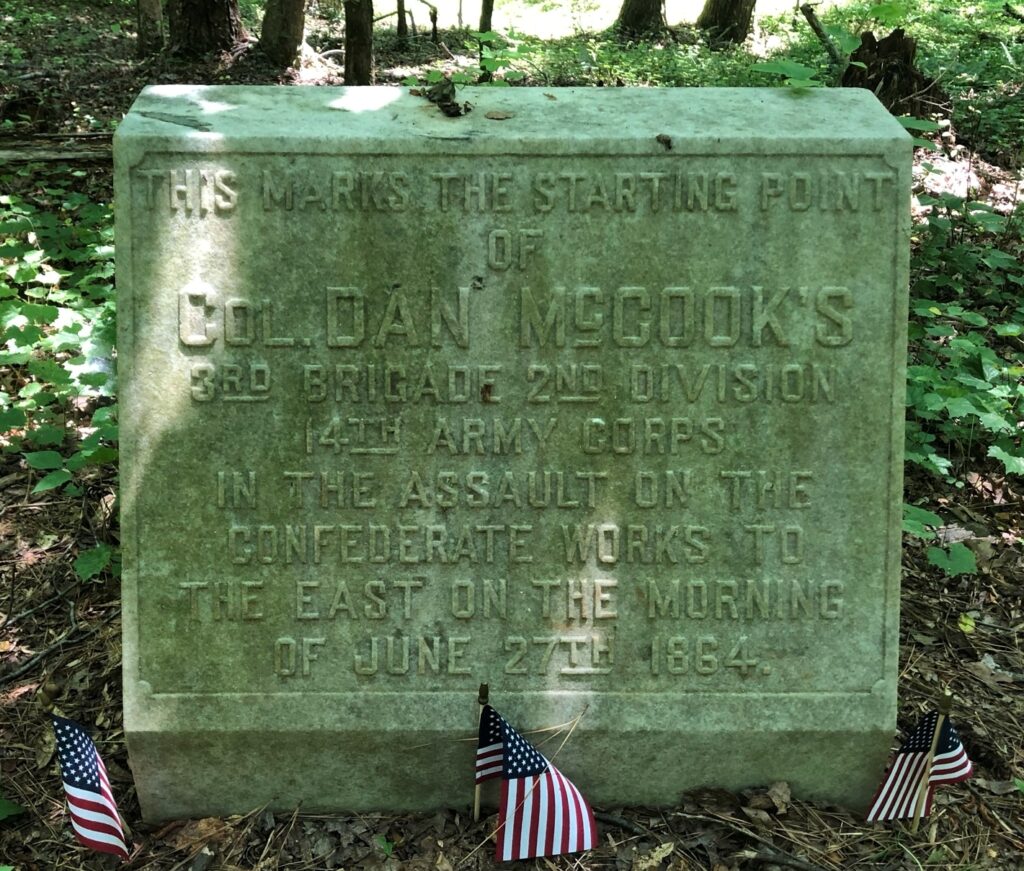 THIS MARKS THE STARTING POINT
OF
COL. DAN McCOOK'S
3RD BRIGADE 2ND DIVISION
14TH ARMY CORPS
IN THE ASSAULT ON THE
CONFEDERATE WORKS TO
THE EAST ON THE MORNING
OF JUNE 27TH 1864.